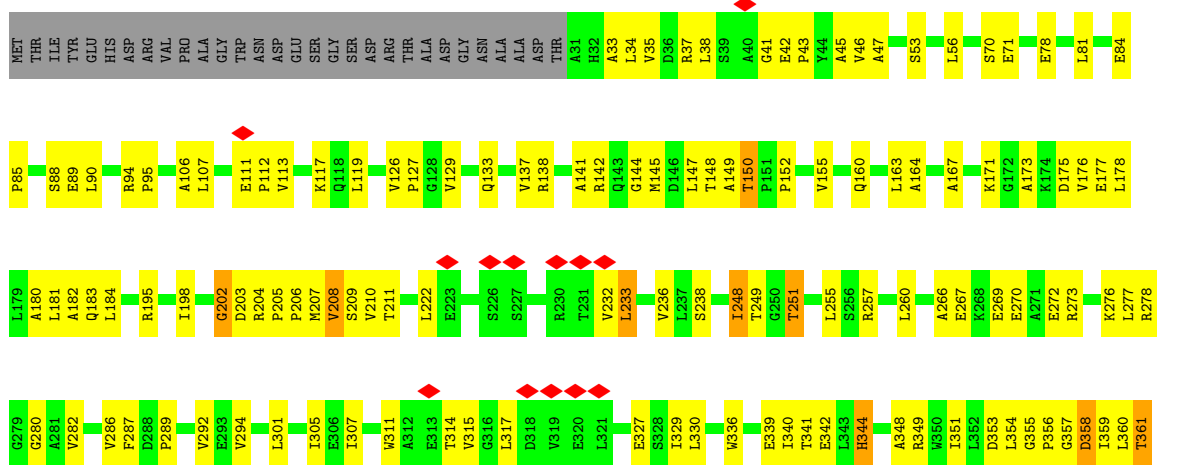 MET THR ILE TYR GLU HIS ASP ARG VAL PRO ALA GLY TRP ASN ASP GLU SER GLY SER ASP ARG THR ALA ASP GLY ASN ALA ALA ASP THR A31 H32 A33 L34 V35 D36 R37 L38 S39 A40 G41 E42 P43 Y44 A45 V46 A47 S53 L56 S70 E71 E78 L81 E84
P85 S88 E89 L90 R94 P95 A106 L107 E111 P112 V113 K117 Q118 L119 V126 P127 G128 V129 Q133 V137 R138 A141 R142 Q143 G144 M145 D146 L147 T148 A149 T150 P151 P152 V155 Q160 L163 A164 A167 K171 G172 A173 K174 D175 V176 E177 L178
L179 A180 L181 A182 Q183 L184 R195 I198 G202 D203 R204 P205 P206 M207 V208 S209 V210 T211 L222 E223 S226 S227 R230 T231 V232 L233 V236 L237 S238 I248 T249 G250 T251 L255 S256 R257 L260 A266 E267 K268 E269 E270 A271 E272 R273 K276 L277 R278
G279 G280 A281 V282 V286 F287 D288 P289 V292 E293 V294 L301 I305 E306 I307 W311 A312 E313 T314 V315 G316 L317 D318 V319 E320 L321 E327 S328 I329 L330 W336 E339 I340 T341 E342 L343 H344 A348 R349 W350 I351 L352 D353 L354 G355 P356 G357 D358 I359 L360 T361